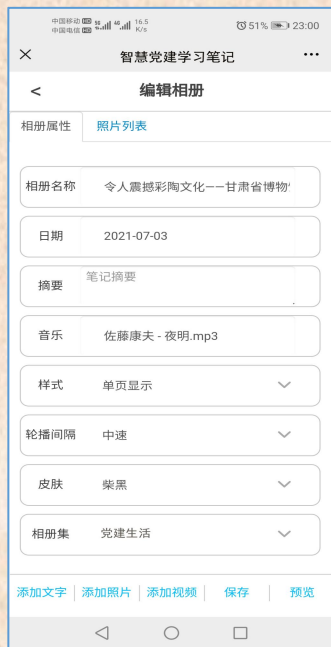 中国移动 HD 5G 4G 16.5 51% 23:00
中国电信 HD K/s
智慧党建学习笔记
< 编辑相册
相册属性 照片列表
相册名称 令人震撼彩陶文化——甘肃省博物
日期 2021-07-03
摘要 笔记摘要
音乐 佐藤康夫 - 夜明.mp3
样式 单页显示
轮播间隔 中速
皮肤 柴黑
相册集 党建生活
添加文字 添加照片 添加视频 保存 预览